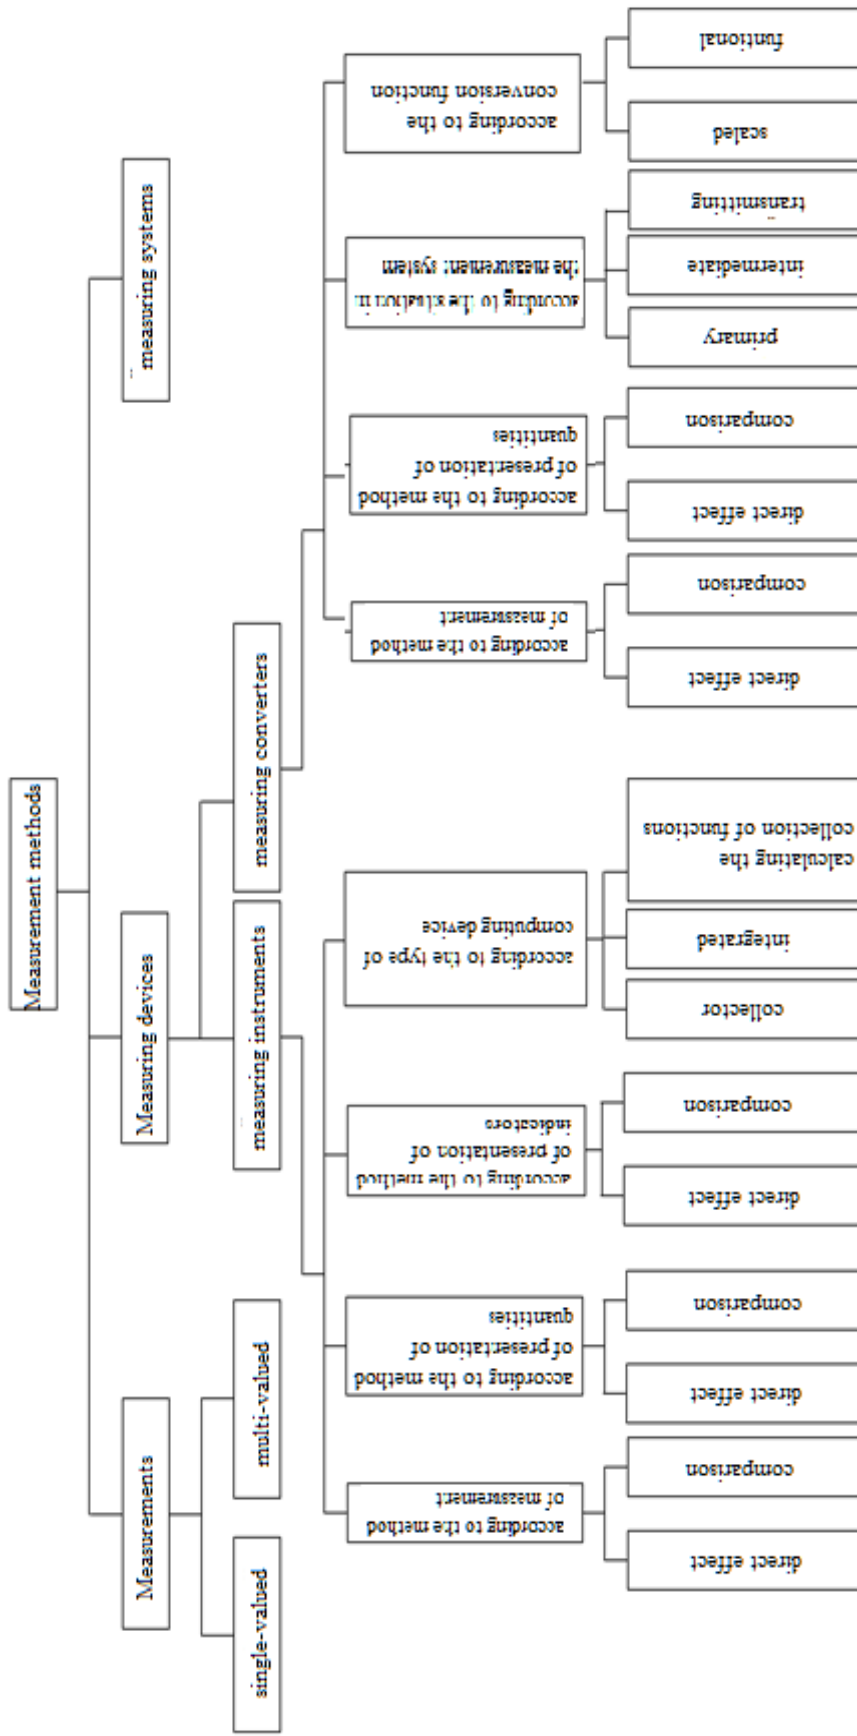 Measurement methods
Measurements
Measuring devices
measuring systems
single-valued
multi-valued
measuring instruments
measuring converters
according to the method
of measurement
according to the method
of presentation of
quantities
according to the method
of presentation of
indicators
according to the type of
computing device
according to the method
of measurement
according to the method
of presentation of
quantities
according to the situation in
the measurement system
according to the
conversion function
direct effect
comparison
direct effect
comparison
direct effect
comparison
collector
integrated
calculating the
collection of functions
direct effect
comparison
direct effect
comparison
primary
intermediate
transmitting
scaled
funtional